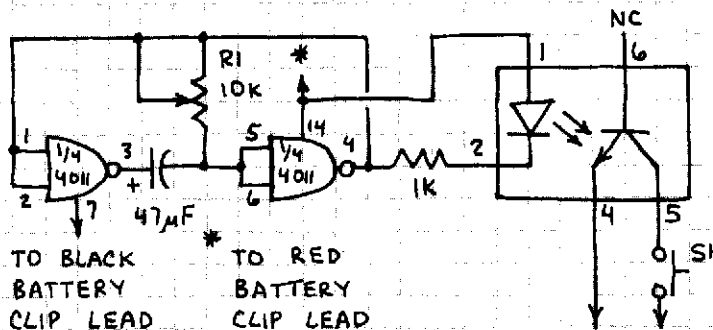 NC
R1
10K
*
1
6
14
1
1/4
4011
3
2
7
+
47µF
5
1/4
4011
4
6
1K
2
4
5
S1
TO BLACK
BATTERY
CLIP LEAD
*
TO RED
BATTERY
CLIP LEAD